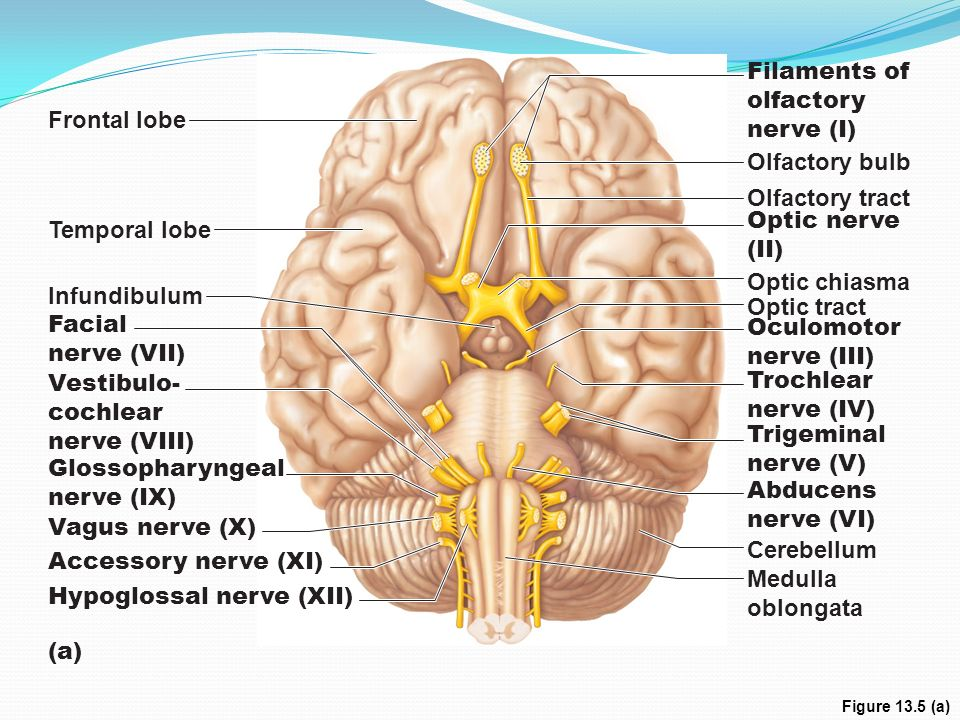 Frontal lobe
Temporal lobe
Infundibulum
Facial
nerve (VII)
Vestibulo-
cochlear
nerve (VIII)
Glossopharyngeal
nerve (IX)
Vagus nerve (X)
Accessory nerve (XI)
Hypoglossal nerve (XII)
(a)
Filaments of
olfactory
nerve (I)
Olfactory bulb
Olfactory tract
Optic nerve
(II)
Optic chiasma
Optic tract
Oculomotor
nerve (III)
Trochlear
nerve (IV)
Trigeminal
nerve (V)
Abducens
nerve (VI)
Cerebellum
Medulla
oblongata
Figure 13.5 (a)